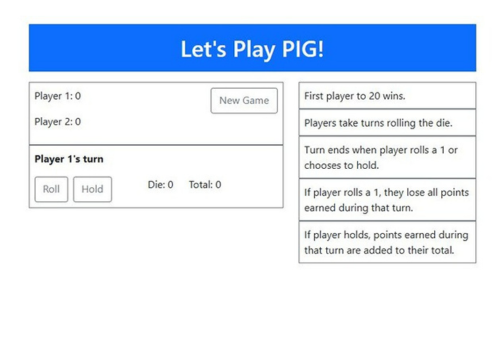 Let's Play PIG!
Player 1: 0
New Game
Player 2: 0
Player 1's turn
Roll
Hold
Die: 0
Total: 0
First player to 20 wins.
Players take turns rolling the die.
Turn ends when player rolls a 1 or
chooses to hold.
If player rolls a 1, they lose all points
earned during that turn.
If player holds, points earned during
that turn are added to their total.